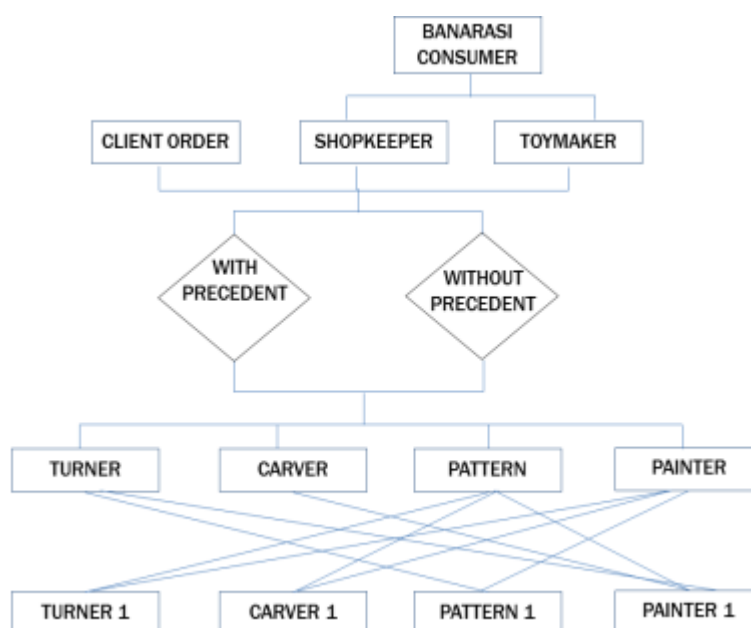 BANARASI
CONSUMER
CLIENT ORDER
SHOPKEEPER
TOYMAKER
WITH
PRECEDENT
WITHOUT
PRECEDENT
TURNER
CARVER
PATTERN
PAINTER
TURNER 1
CARVER 1
PATTERN 1
PAINTER 1